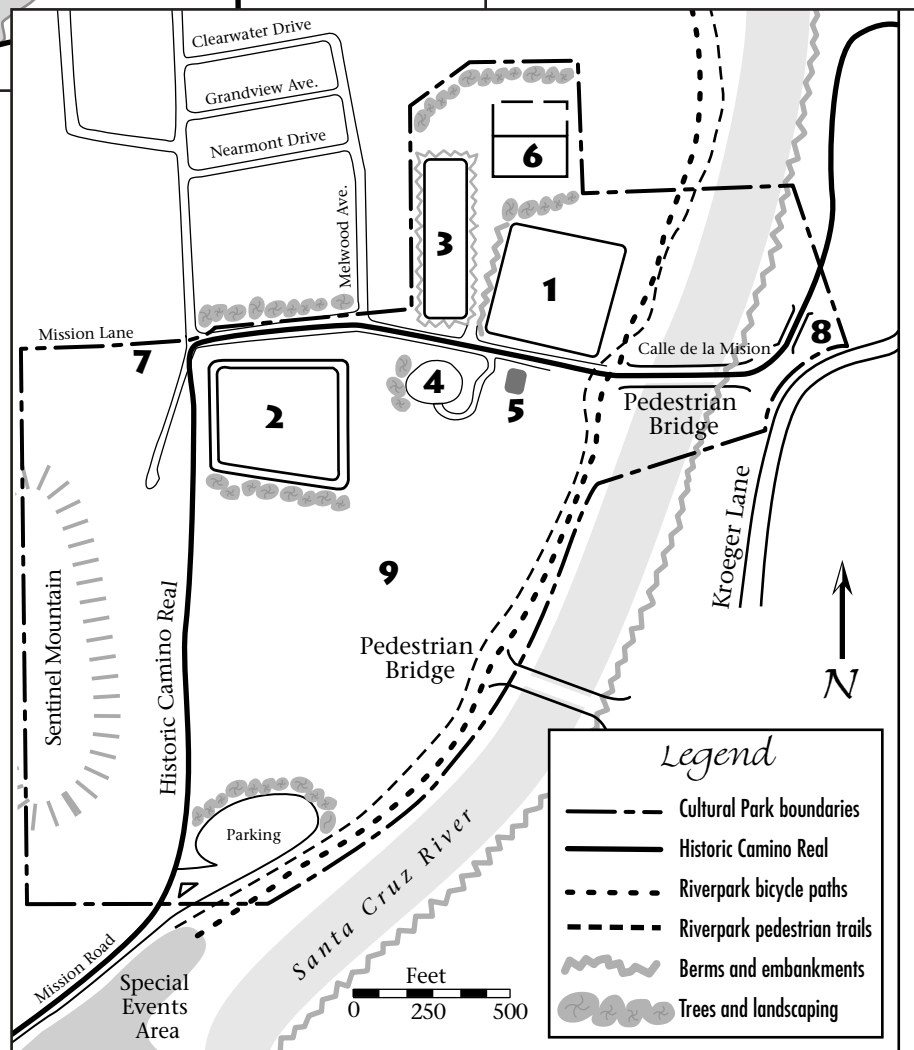 Clearwater Drive
Grandview Ave.
Nearmont Drive
Melwood Ave.
6
3
1
Mission Lane
7
Calle de la Mision
8
4
5
2
Pedestrian
Bridge
Kroeger Lane
9
Sentinel Mountain
Historic Camino Real
Pedestrian
Bridge
N
Parking
Santa Cruz River
Mission Road
Special
Events
Area
Feet
0 250 500
Legend
Cultural Park boundaries
Historic Camino Real
Riverpark bicycle paths
Riverpark pedestrian trails
Berms and embankments
Trees and landscaping